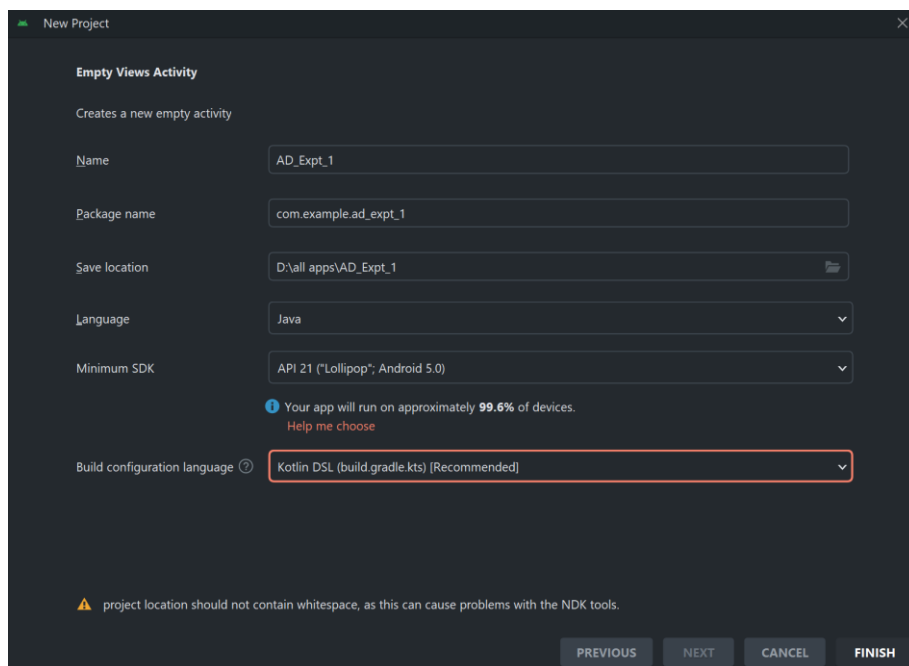 New Project
Empty Views Activity
Creates a new empty activity
Name AD_Expt_1
Package name com.example.ad_expt_1
Save location D:\all apps\AD_Expt_1
Language Java
Minimum SDK API 21 ("Lollipop"; Android 5.0)
Your app will run on approximately 99.6% of devices.
Help me choose
Build configuration language ? Kotlin DSL (build.gradle.kts) [Recommended]
project location should not contain whitespace, as this can cause problems with the NDK tools.
PREVIOUS NEXT CANCEL FINISH